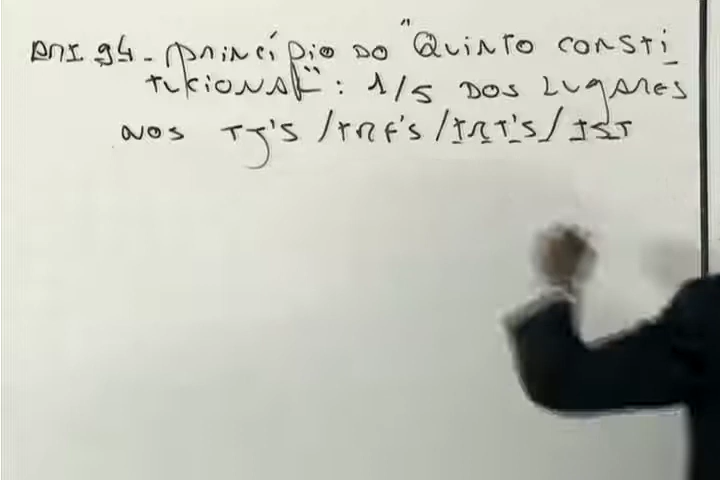 ART. 94 - PRINCÍPIO DO "QUINTO CONSTI
TUCIONAL": 1/5 DOS LUGARES
NOS TJ'S / TRF'S / TRT'S / TST